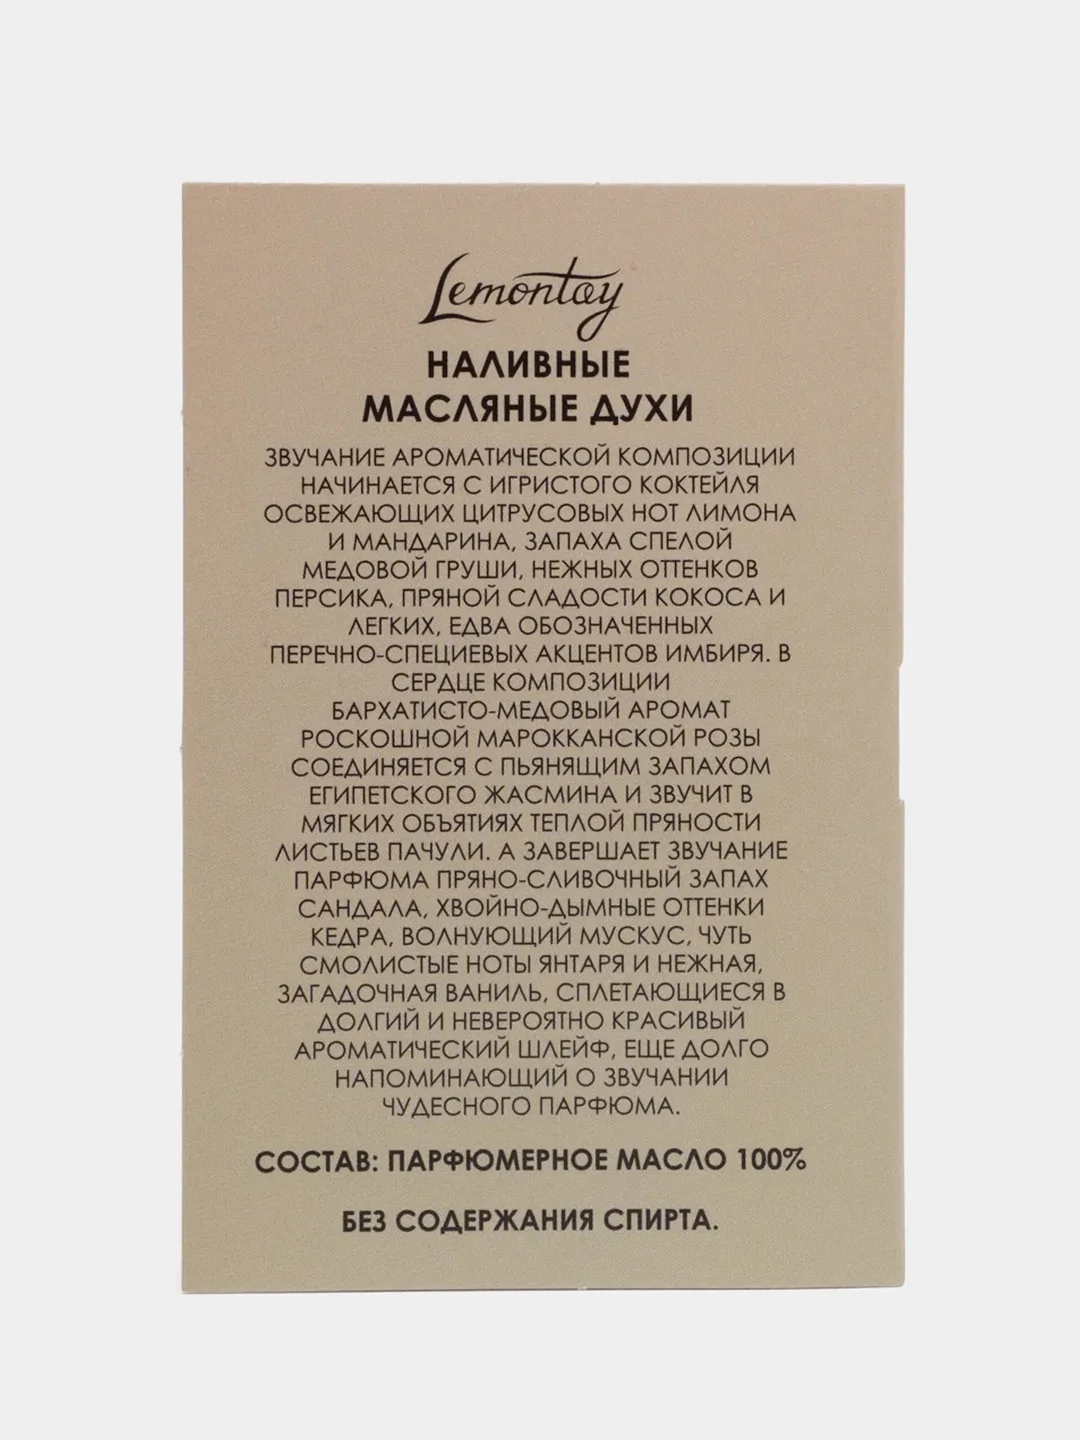 Lemontay
НАЛИВНЫЕ
МАСЛЯНЫЕ ДУХИ
ЗВУЧАНИЕ АРОМАТИЧЕСКОЙ КОМПОЗИЦИИ
НАЧИНАЕТСЯ С ИГРИСТОГО КОКТЕЙЛЯ
ОСВЕЖАЮЩИХ ЦИТРУСОВЫХ НОТ ЛИМОНА
И МАНДАРИНА, ЗАПАХА СПЕЛОЙ
МЕДОВОЙ ГРУШИ, НЕЖНЫХ ОТТЕНКОВ
ПЕРСИКА, ПРЯНОЙ СЛАДОСТИ КОКОСА И
ЛЕГКИХ, ЕДВА ОБОЗНАЧЕННЫХ
ПЕРЕЧНО-СПЕЦИЕВЫХ АКЦЕНТОВ ИМБИРЯ. В
СЕРДЦЕ КОМПОЗИЦИИ
БАРХАТИСТО-МЕДОВЫЙ АРОМАТ
РОСКОШНОЙ МАРОККАНСКОЙ РОЗЫ
СОЕДИНЯЕТСЯ С ПЬЯНЯЩИМ ЗАПАХОМ
ЕГИПЕТСКОГО ЖАСМИНА И ЗВУЧИТ В
МЯГКИХ ОБЪЯТИЯХ ТЕПЛОЙ ПРЯНОСТИ
ЛИСТЬЕВ ПАЧУЛИ. А ЗАВЕРШАЕТ ЗВУЧАНИЕ
ПАРФЮМА ПРЯНО-СЛИВОЧНЫЙ ЗАПАХ
САНДАЛА, ХВОЙНО-ДЫМНЫЕ ОТТЕНКИ
КЕДРА, ВОЛНУЮЩИЙ МУСКУС, ЧУТЬ
СМОЛИСТЫЕ НОТЫ ЯНТАРЯ И НЕЖНАЯ,
ЗАГАДОЧНАЯ ВАНИЛЬ, СПЛЕТАЮЩИЕСЯ В
ДОЛГИЙ И НЕВЕРОЯТНО КРАСИВЫЙ
АРОМАТИЧЕСКИЙ ШЛЕЙФ, ЕЩЕ ДОЛГО
НАПОМИНАЮЩИЙ О ЗВУЧАНИИ
ЧУДЕСНОГО ПАРФЮМА.
СОСТАВ: ПАРФЮМЕРНОЕ МАСЛО 100%
БЕЗ СОДЕРЖАНИЯ СПИРТА.